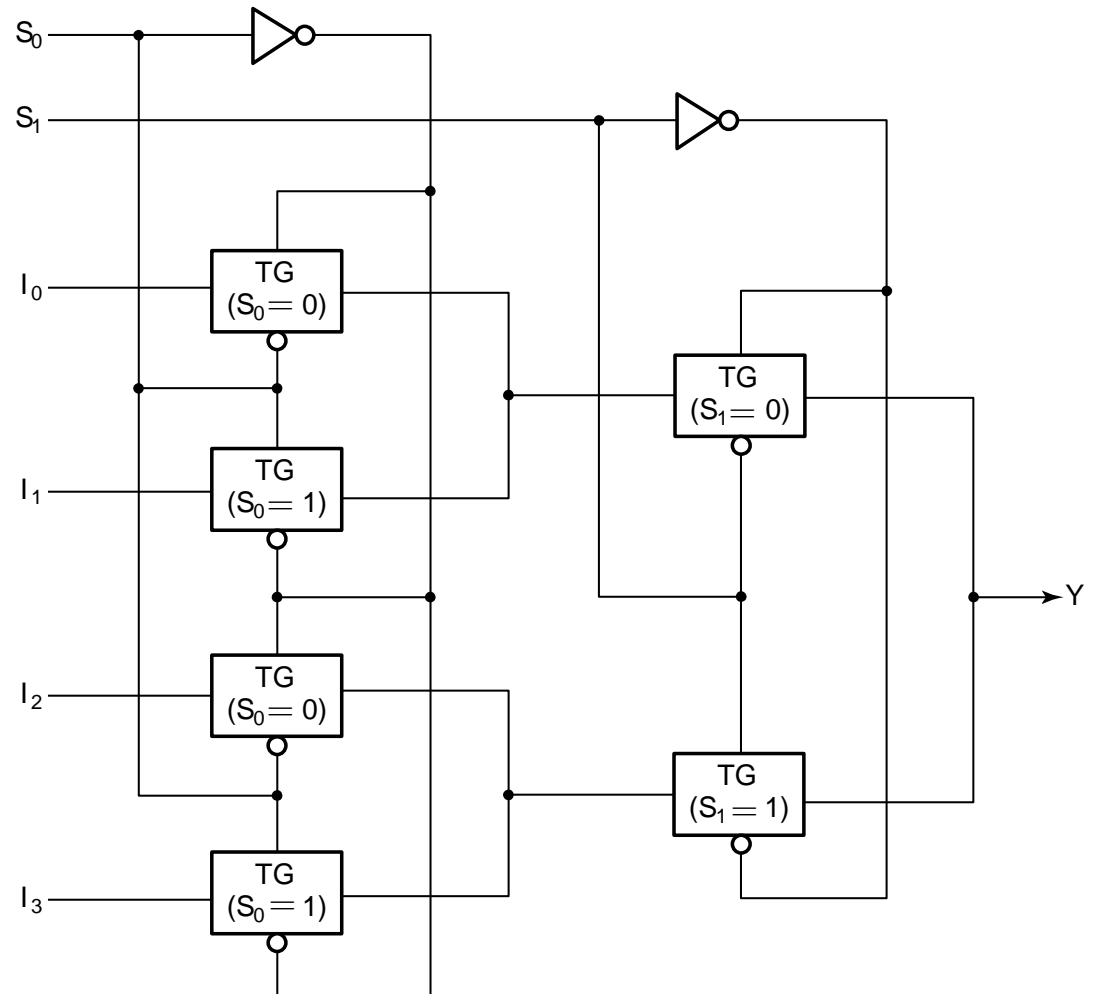 S₀
S₁
TG
(S₀ = 0)
I₀
TG
(S₁ = 0)
TG
(S₀ = 1)
I₁
Y
TG
(S₀ = 0)
I₂
TG
(S₁ = 1)
TG
(S₀ = 1)
I₃